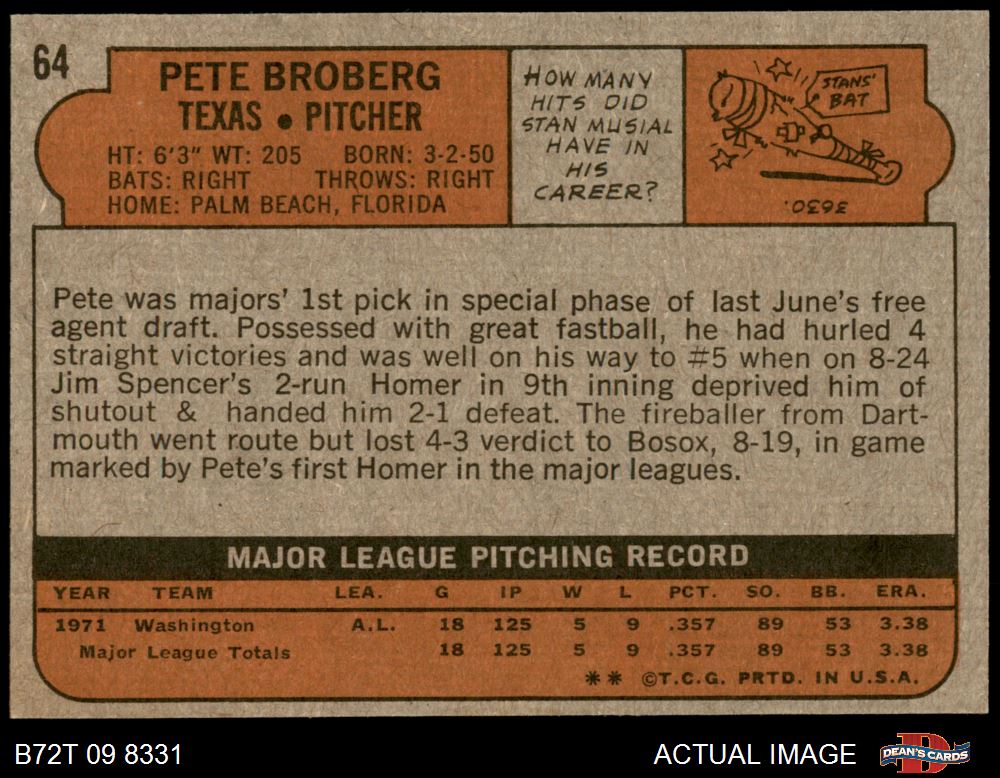 64
PETE BROBERG
TEXAS • PITCHER
HT: 6'3" WT: 205 BORN: 3-2-50
BATS: RIGHT THROWS: RIGHT
HOME: PALM BEACH, FLORIDA
HOW MANY
HITS DID
STAN MUSIAL
HAVE IN
HIS
CAREER?
STANS'
BAT
3630.
Pete was majors' 1st pick in special phase of last June's free
agent draft. Possessed with great fastball, he had hurled 4
straight victories and was well on his way to #5 when on 8-24
Jim Spencer's 2-run Homer in 9th inning deprived him of
shutout & handed him 2-1 defeat. The fireballer from Dart-
mouth went route but lost 4-3 verdict to Bosox, 8-19, in game
marked by Pete's first Homer in the major leagues.
MAJOR LEAGUE PITCHING RECORD
YEAR TEAM LEA. G IP W L PCT. SO. BB. ERA.
1971 Washington A.L. 18 125 5 9 .357 89 53 3.38
Major League Totals 18 125 5 9 .357 89 53 3.38
** ©T.C.G. PRTD. IN U.S.A.
B72T 09 8331 ACTUAL IMAGE DEAN'S CARDS